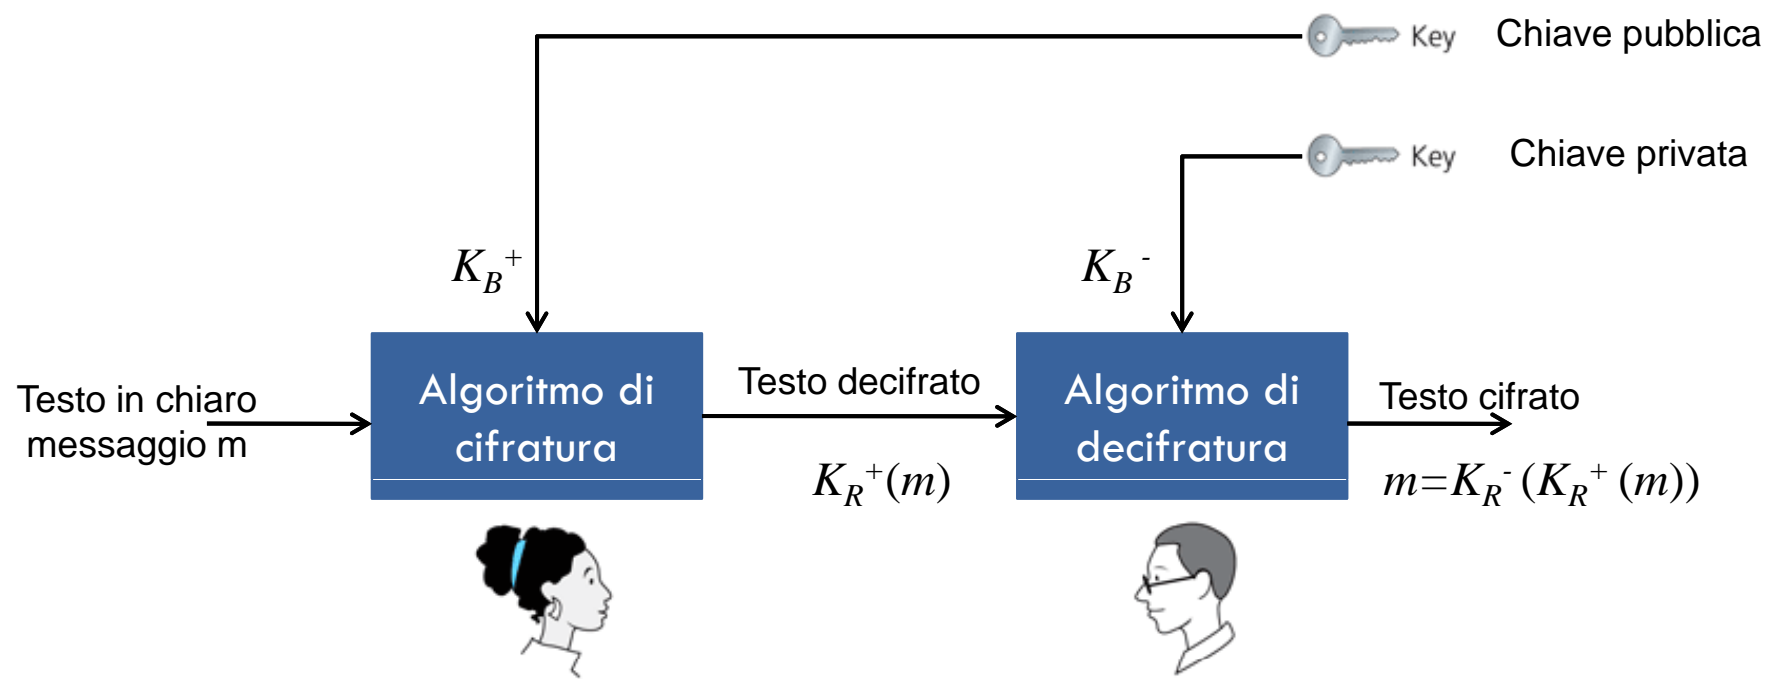 Key Chiave pubblica
Key Chiave privata
K_B^+
K_B^-
Testo in chiaro
messaggio m
Algoritmo di
cifratura
Testo decifrato
K_R^+(m)
Algoritmo di
decifratura
Testo cifrato
m=K_R^-(K_R^+(m))